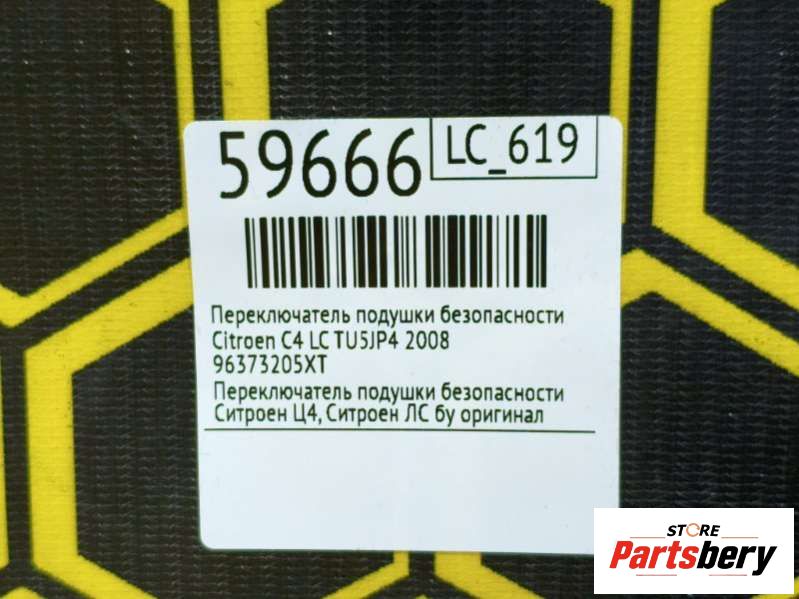 59666
LC_619
Переключатель подушки безопасности
Citroen C4 LC TU5JP4 2008
96373205XT
Переключатель подушки безопасности
Ситроен Ц4, Ситроен ЛС бу оригинал
STORE
Partsbery